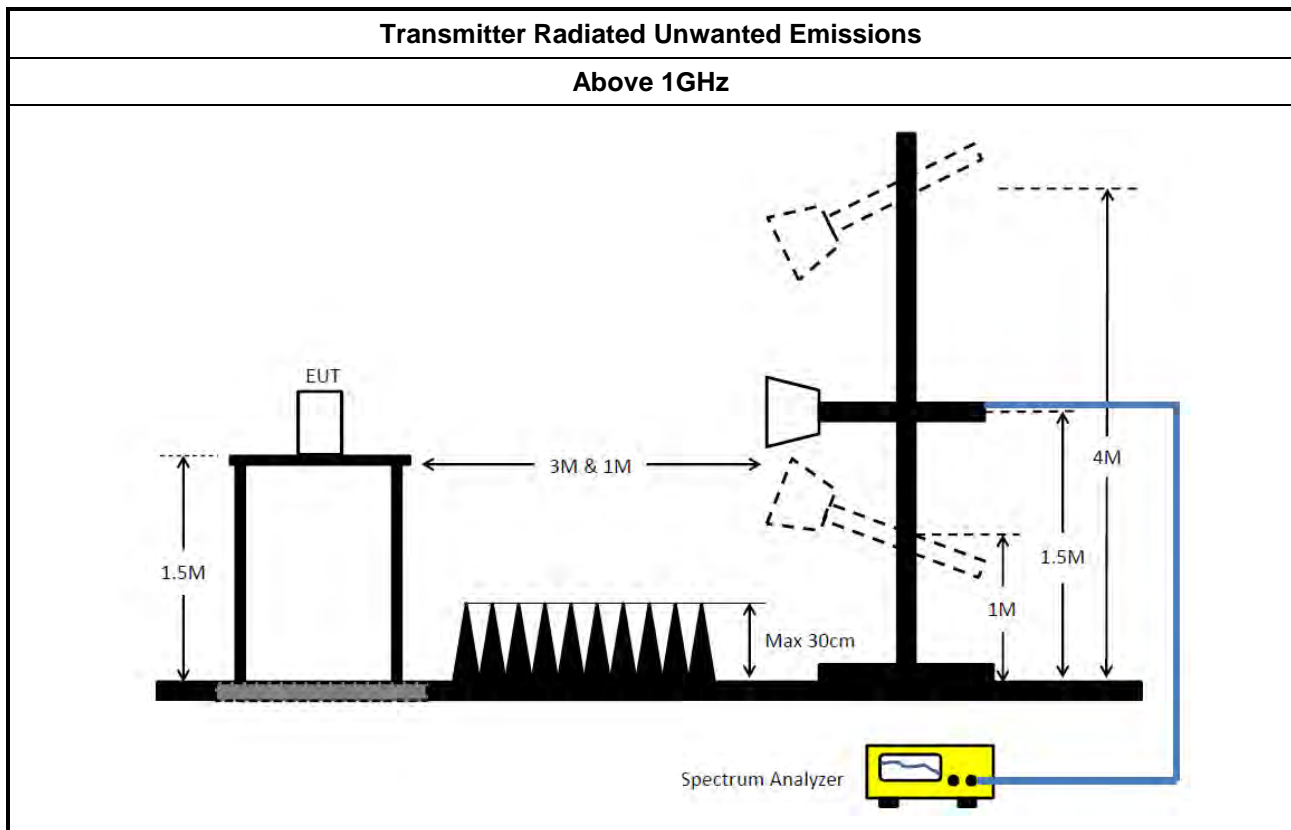 Transmitter Radiated Unwanted Emissions
Above 1GHz
EUT
3M & 1M
4M
1.5M
1.5M
1M
Max 30cm
Spectrum Analyzer